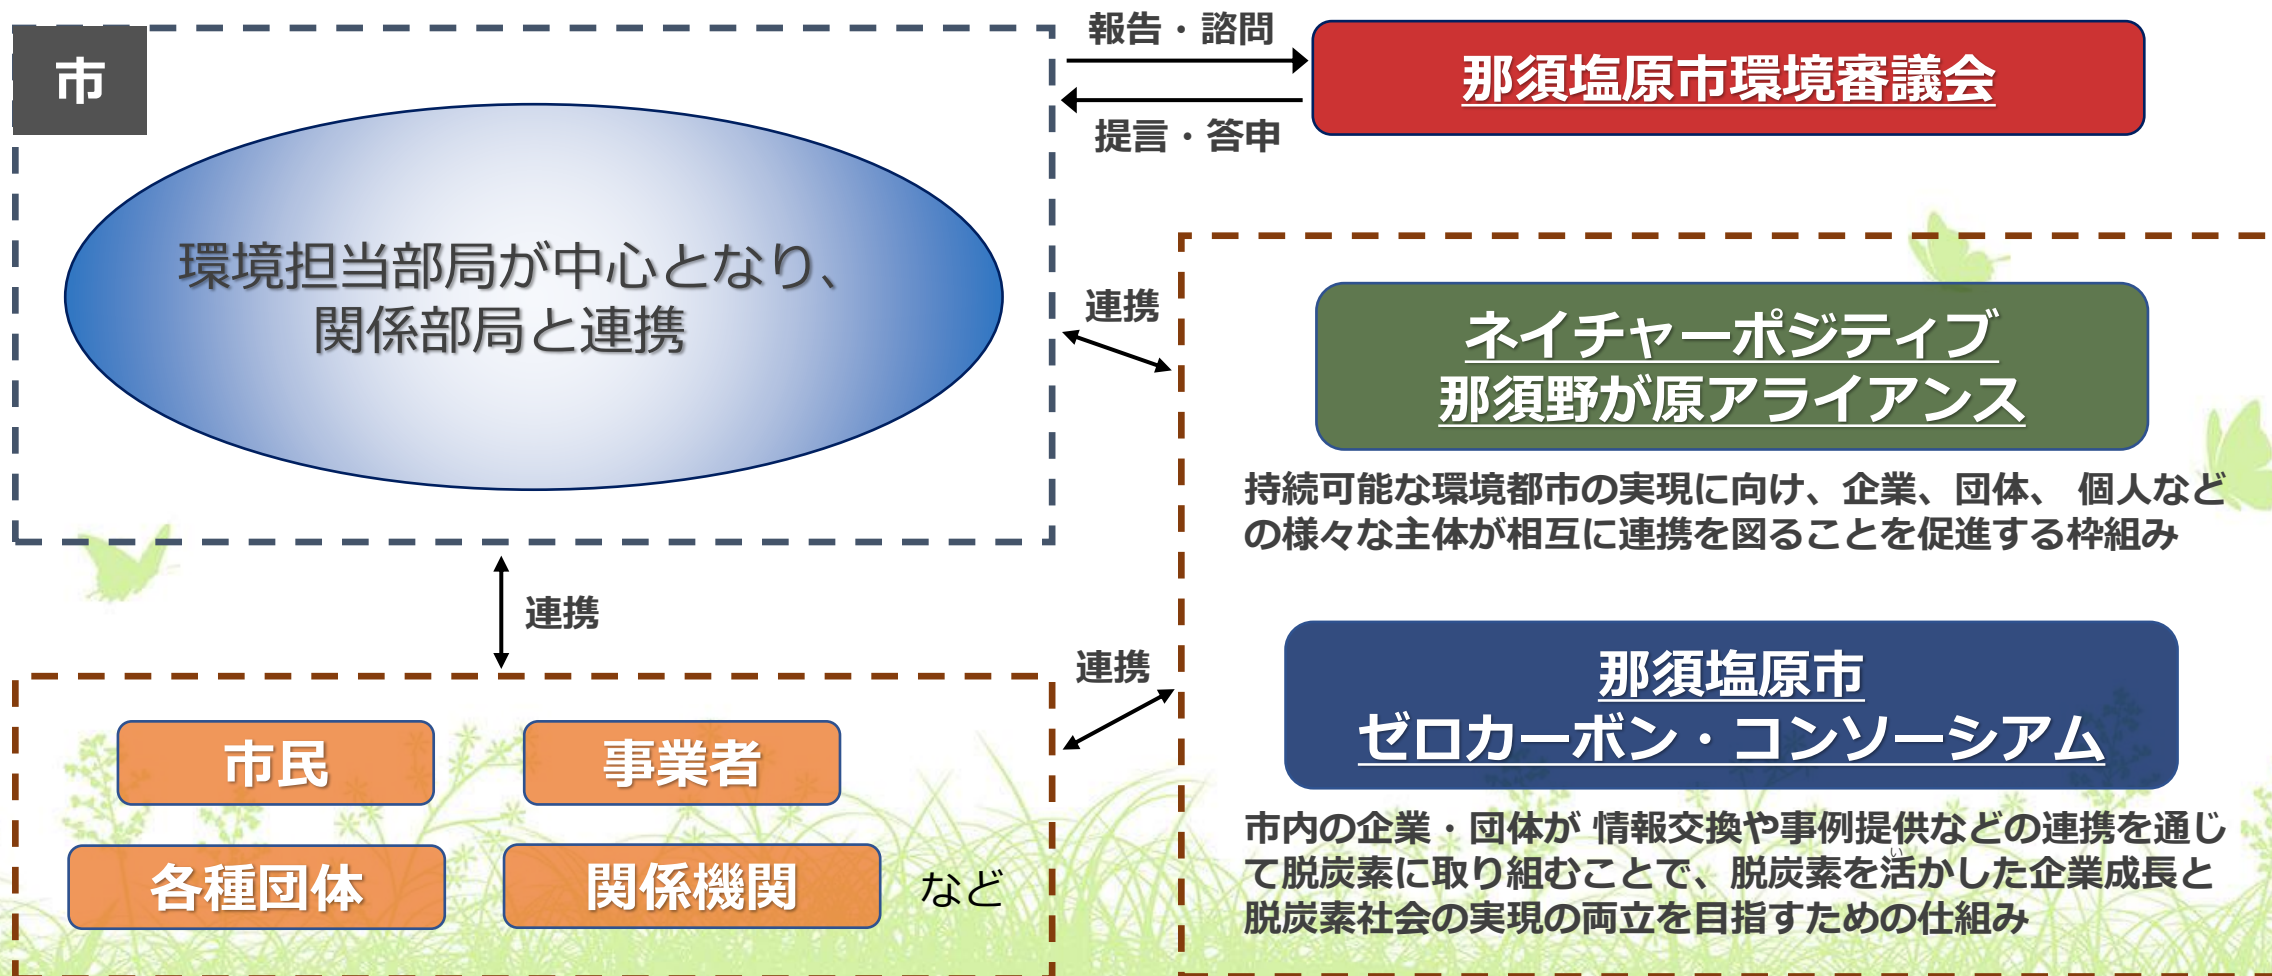 市
環境担当部局が中心となり、
関係部局と連携
報告・諮問
提言・答申
那須塩原市環境審議会
連携
ネイチャーポジティブ
那須野が原アライアンス
持続可能な環境都市の実現に向け、企業、団体、 個人など
の様々な主体が相互に連携を図ることを促進する枠組み
連携
連携
那須塩原市
ゼロカーボン・コンソーシアム
市内の企業・団体が 情報交換や事例提供などの連携を通じ
い
て脱炭素に取り組むことで、脱炭素を活かした企業成長と
脱炭素社会の実現の両立を目指すための仕組み
市民
事業者
各種団体
関係機関
など